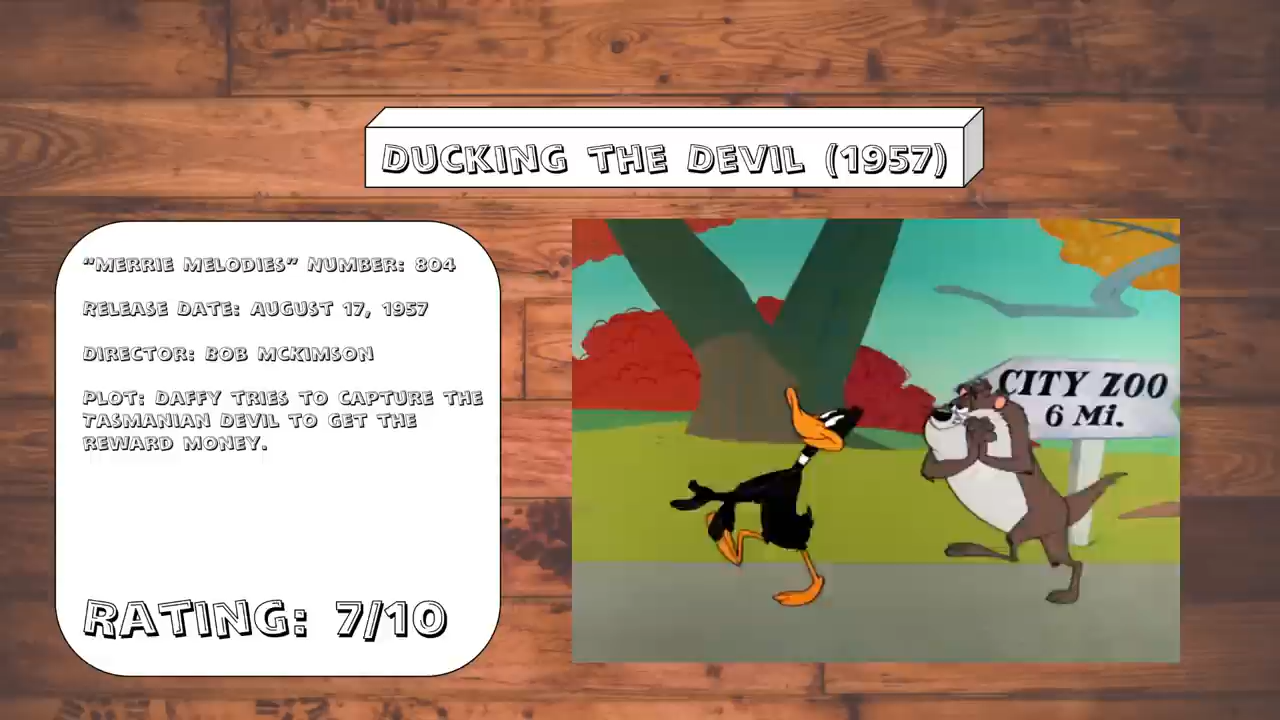 DUCKING THE DEVIL (1957)
“MERRIE MELODIES” NUMBER: 804
RELEASE DATE: AUGUST 17, 1957
DIRECTOR: BOB MCKIMSON
PLOT: DAFFY TRIES TO CAPTURE THE
TASMANIAN DEVIL TO GET THE
REWARD MONEY.
RATING: 7/10
CITY ZOO
6 Mi.